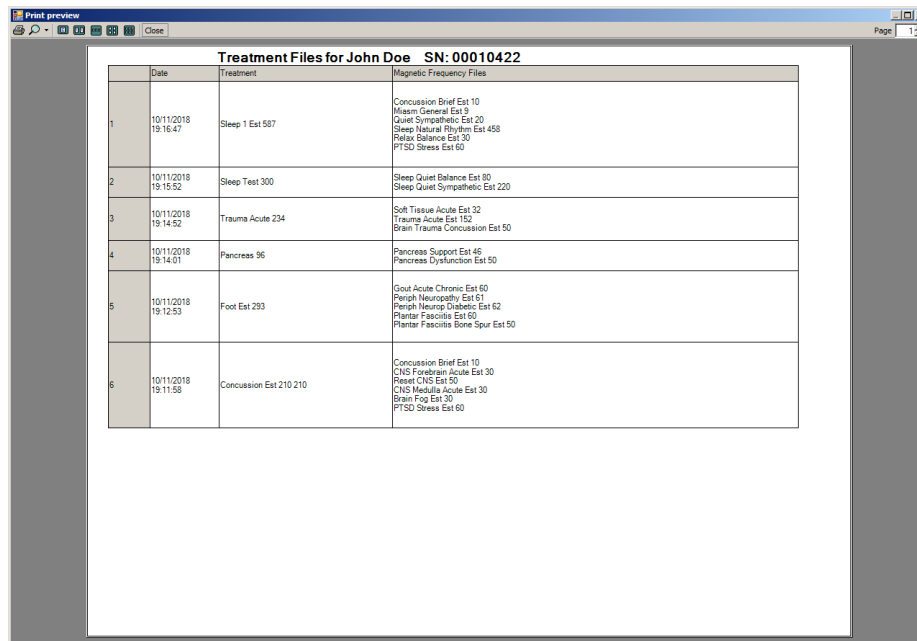 Print preview
Close
Page 1
Treatment Files for John Doe SN: 00010422
Date Treatment Magnetic Frequency Files
1
10/11/2018
19:16:47
Sleep 1 Est 587
Concussion Brief Est 10
Miasm General Est 9
Quiet Sympathetic Est 20
Sleep Natural Rhythm Est 458
Relax Balance Est 30
PTSD Stress Est 60
2
10/11/2018
19:15:52
Sleep Test 300
Sleep Quiet Balance Est 80
Sleep Quiet Sympathetic Est 220
3
10/11/2018
19:14:52
Trauma Acute 234
Soft Tissue Acute Est 32
Trauma Acute Est 152
Brain Trauma Concussion Est 50
4
10/11/2018
19:14:01
Pancreas 96
Pancreas Support Est 46
Pancreas Dysfunction Est 50
5
10/11/2018
19:12:53
Foot Est 293
Gout Acute Chronic Est 60
Periph Neuropathy Est 61
Periph Neurop Diabetic Est 62
Plantar Fasciitis Est 60
Plantar Fasciitis Bone Spur Est 50
6
10/11/2018
19:11:58
Concussion Est 210 210
Concussion Brief Est 10
CNS Forebrain Acute Est 30
Reset CNS Est 50
CNS Medulla Acute Est 30
Brain Fog Est 30
PTSD Stress Est 60